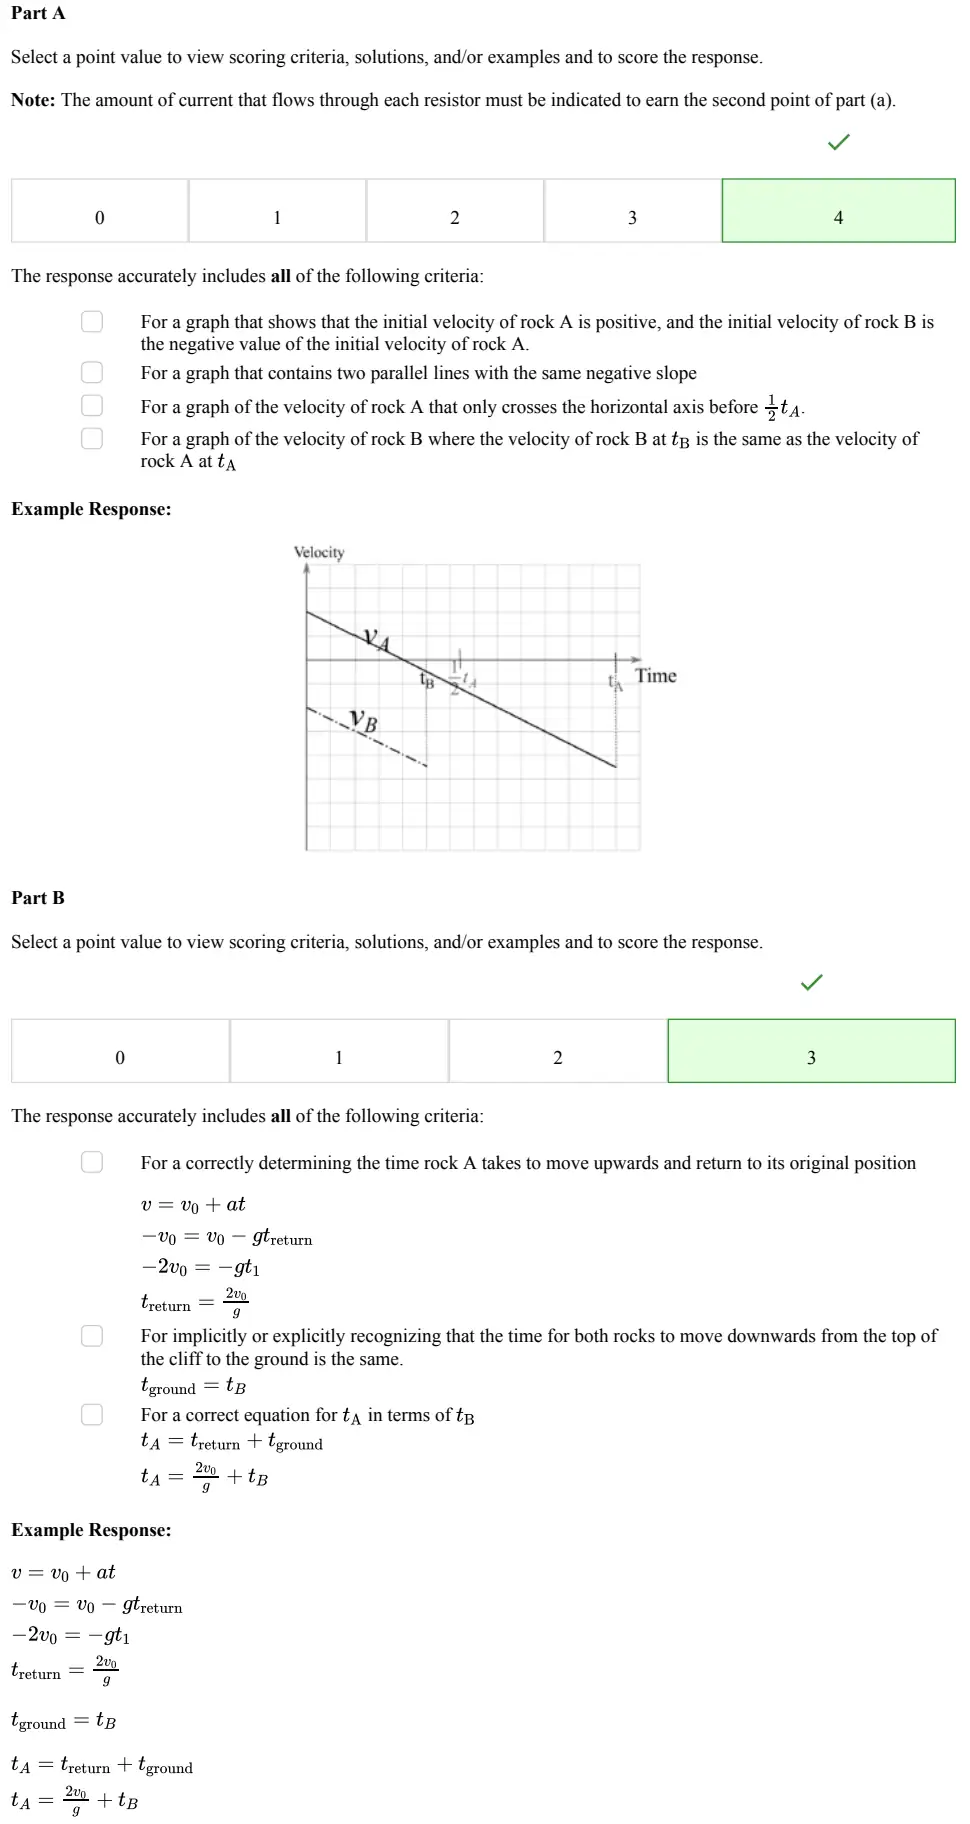 Part A
Select a point value to view scoring criteria, solutions, and/or examples and to score the response.
Note: The amount of current that flows through each resistor must be indicated to earn the second point of part (a).
0 1 2 3 4
The response accurately includes all of the following criteria:
For a graph that shows that the initial velocity of rock A is positive, and the initial velocity of rock B is
the negative value of the initial velocity of rock A.
For a graph that contains two parallel lines with the same negative slope
For a graph of the velocity of rock A that only crosses the horizontal axis before 1/2 t_A.
For a graph of the velocity of rock B where the velocity of rock B at t_B is the same as the velocity of
rock A at t_A
Example Response:
Velocity
v_A
t_B 1/2 t_A t_A Time
v_B
Part B
Select a point value to view scoring criteria, solutions, and/or examples and to score the response.
0 1 2 3
The response accurately includes all of the following criteria:
For a correctly determining the time rock A takes to move upwards and return to its original position
v = v_0 + at
−v_0 = v_0 − gt_return
−2v_0 = −gt_1
t_return = 2v_0/g
For implicitly or explicitly recognizing that the time for both rocks to move downwards from the top of
the cliff to the ground is the same.
t_ground = t_B
For a correct equation for t_A in terms of t_B
t_A = t_return + t_ground
t_A = 2v_0/g + t_B
Example Response:
v = v_0 + at
−v_0 = v_0 − gt_return
−2v_0 = −gt_1
t_return = 2v_0/g
t_ground = t_B
t_A = t_return + t_ground
t_A = 2v_0/g + t_B